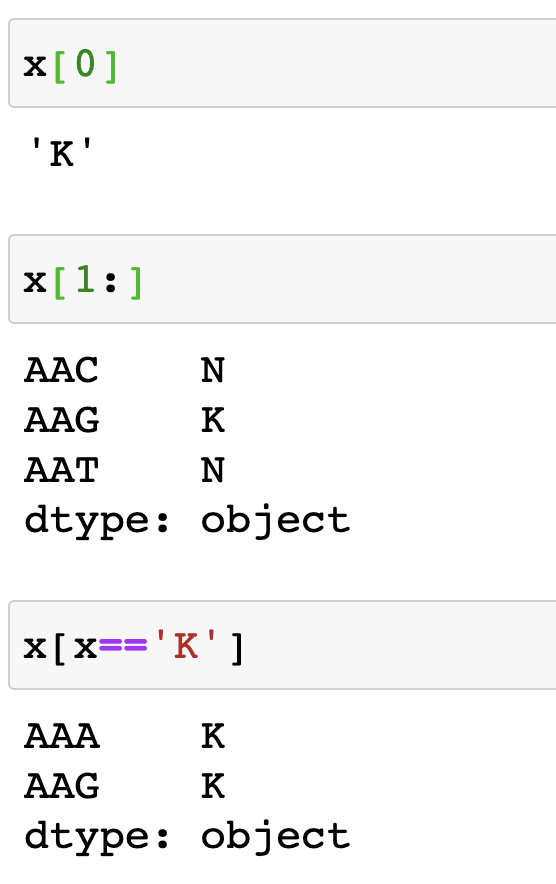 x[0]
'K'
x[1:]
AAC    N
AAG    K
AAT    N
dtype: object
x[x=='K']
AAA    K
AAG    K
dtype: object